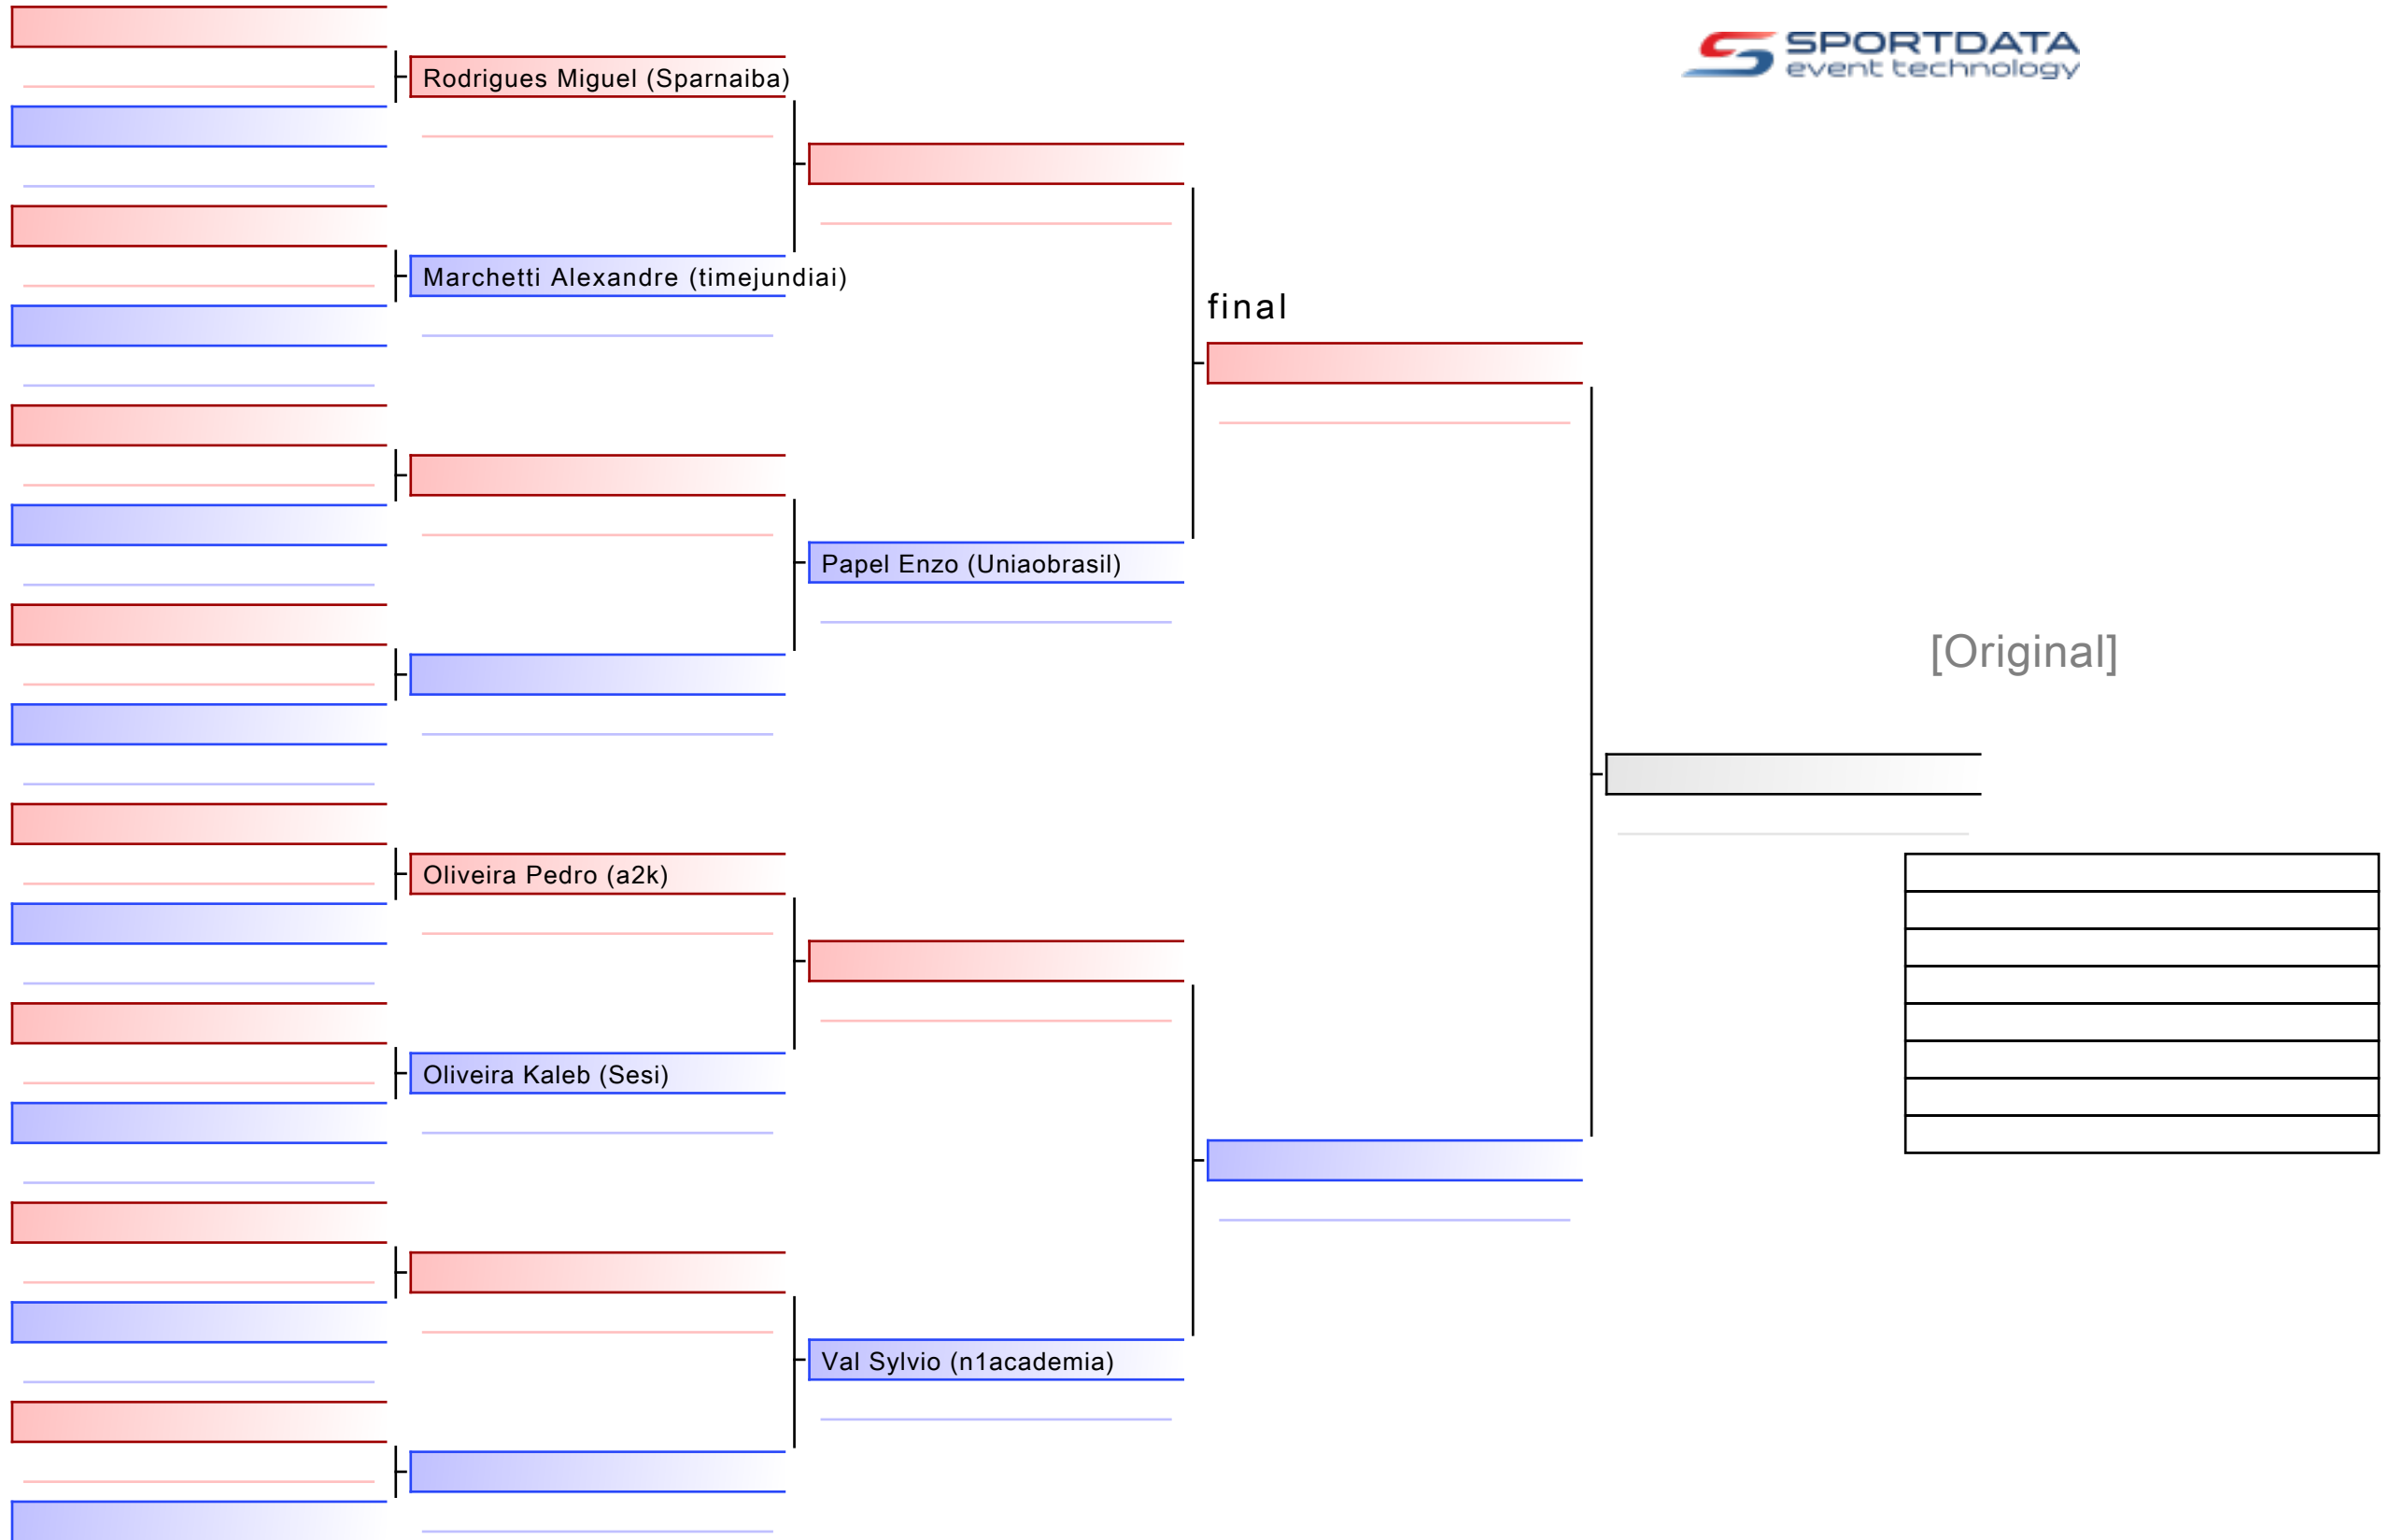 SPORTDATA
event technology
Rodrigues Miguel (Sparnaiba)
Marchetti Alexandre (timejundiai)
final
Papel Enzo (Uniaobrasil)
[Original]
Oliveira Pedro (a2k)
Oliveira Kaleb (Sesi)
Val Sylvio (n1academia)